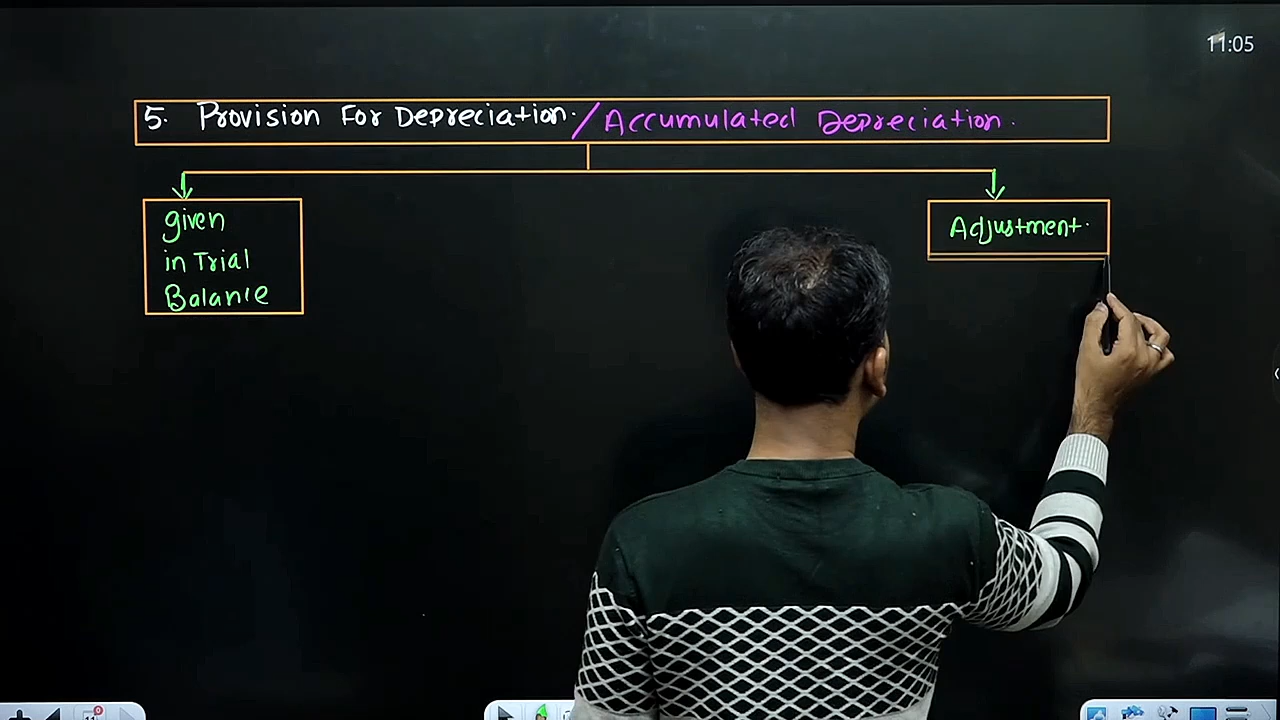 11:05
5. Provision For Depreciation. / Accumulated Depreciation.
given
in Trial
Balance
Adjustment.